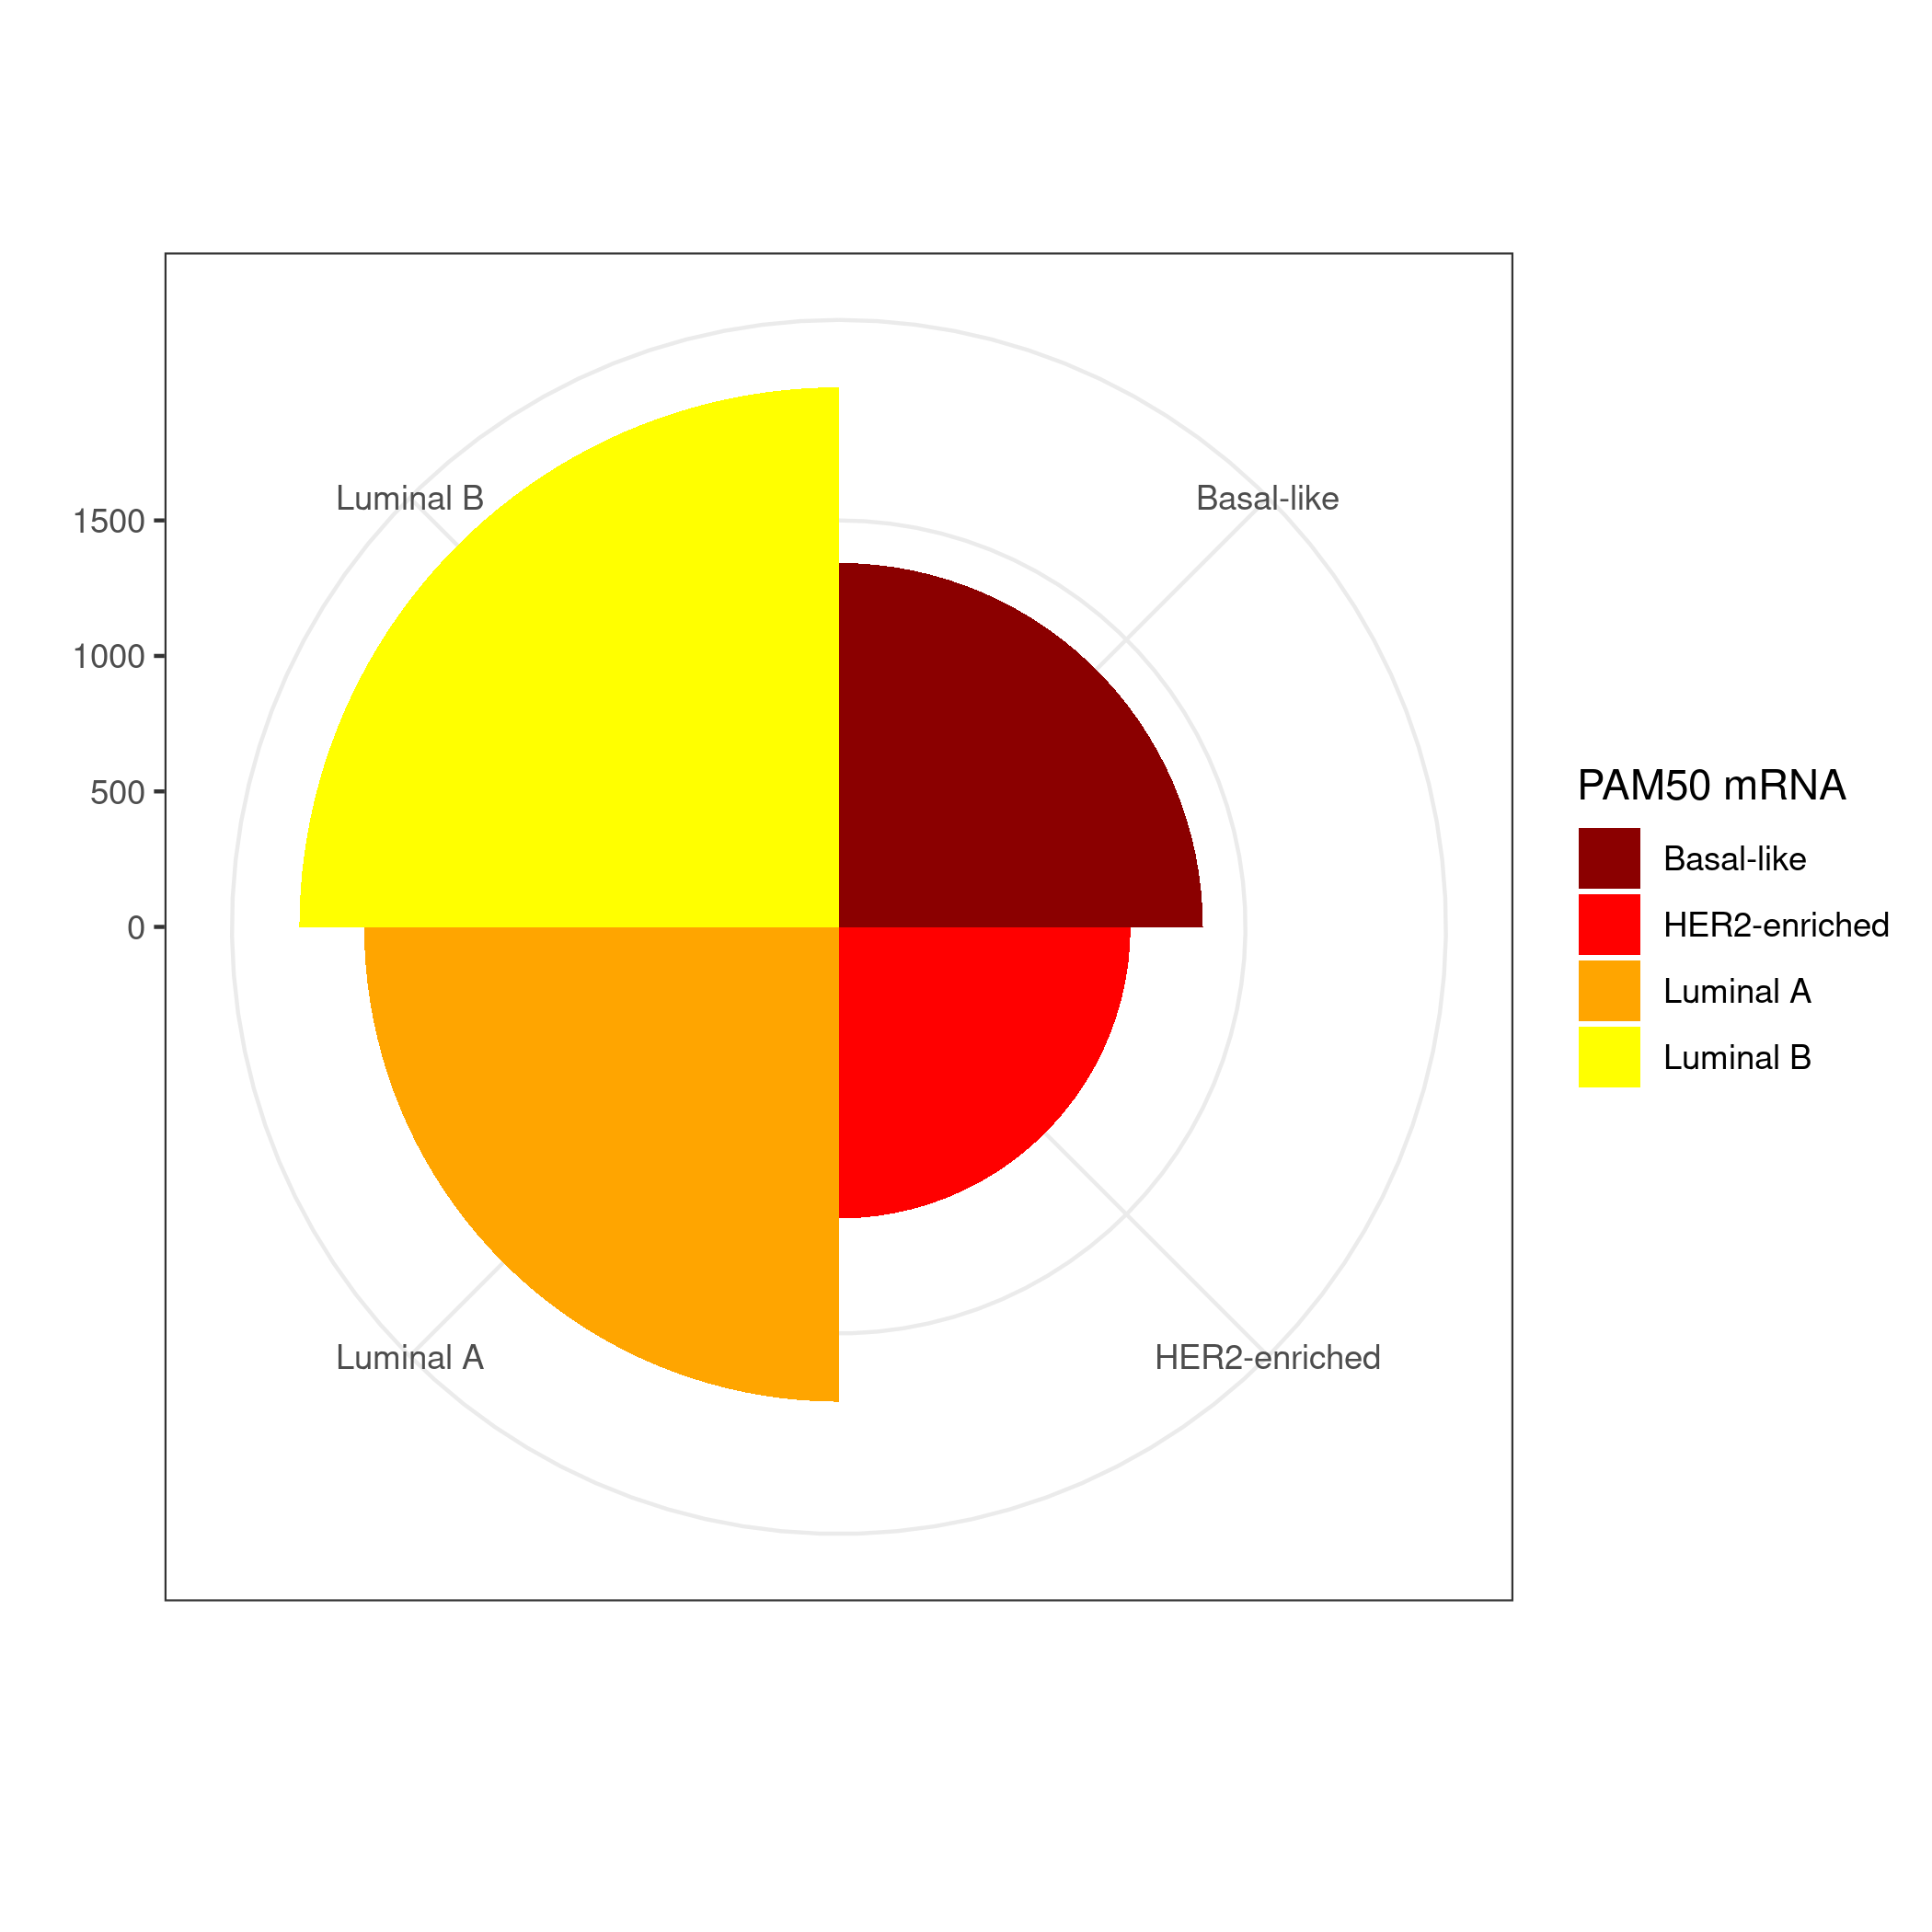 Luminal B
Basal-like
1500
1000
500
0
Luminal A
HER2-enriched
PAM50 mRNA
Basal-like
HER2-enriched
Luminal A
Luminal B